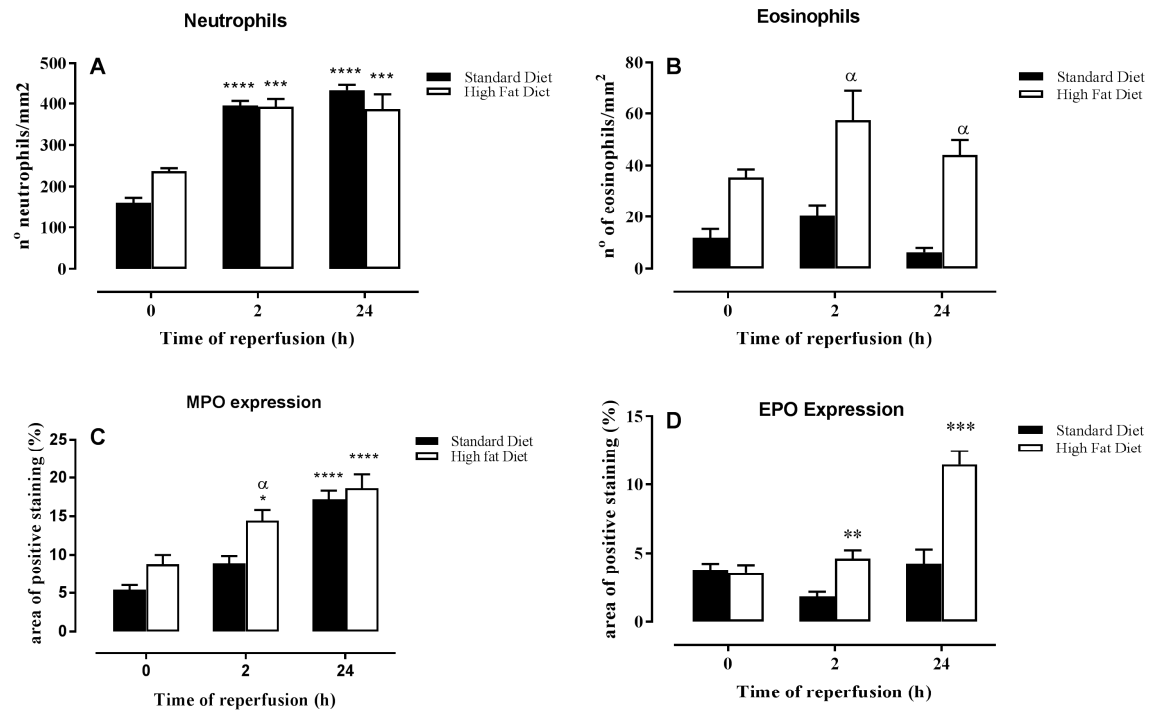 Neutrophils
A
500
400
300
200
100
0
nº neutrophils/mm2
**** *** **** ***
Standard Diet
High Fat Diet
0 2 24
Time of reperfusion (h)
Eosinophils
B
80
60
40
20
0
nº of eosinophils/mm²
α α
Standard Diet
High Fat Diet
0 2 24
Time of reperfusion (h)
MPO expression
C
25
20
15
10
5
0
area of positive staining (%)
α
* **** ****
Standard Diet
High fat Diet
0 2 24
Time of reperfusion (h)
EPO Expression
D
15
10
5
0
area of positive staining (%)
** ***
Standard Diet
High Fat Diet
0 2 24
Time of reperfusion (h)